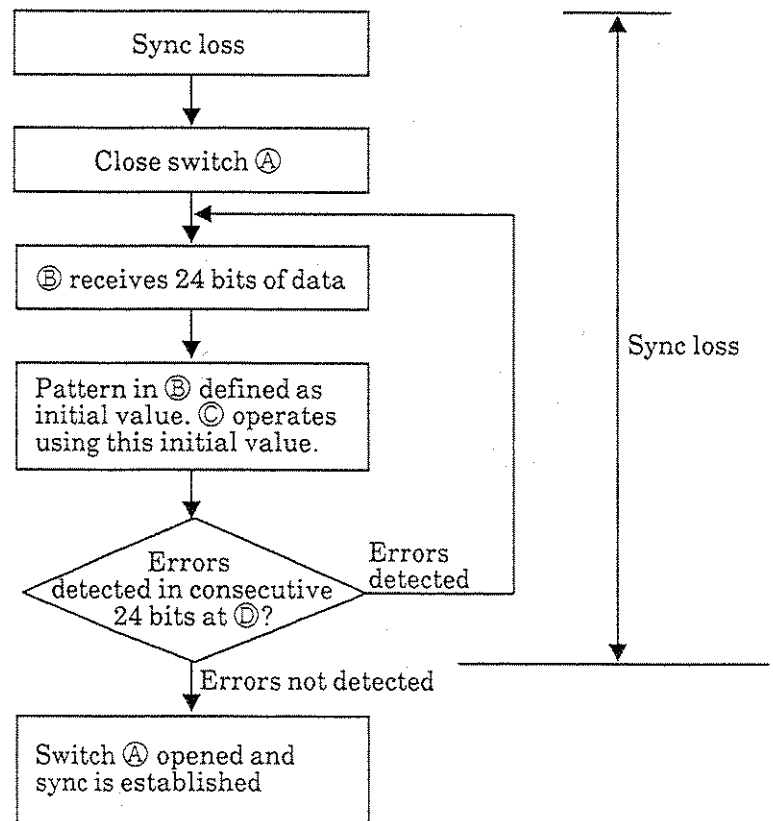 Sync loss
Close switch Ⓐ
Ⓑ receives 24 bits of data
Sync loss
Pattern in Ⓑ defined as
initial value. Ⓒ operates
using this initial value.
Errors
detected in consecutive
24 bits at Ⓓ?
Errors
detected
Errors not detected
Switch Ⓐ opened and
sync is established